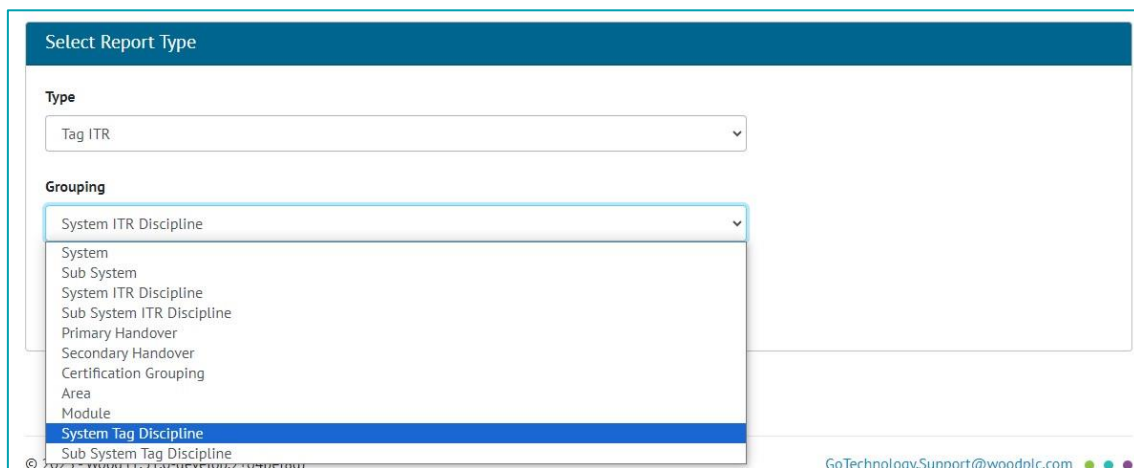 Select Report Type
Type
Tag ITR
Grouping
System ITR Discipline
System
Sub System
System ITR Discipline
Sub System ITR Discipline
Primary Handover
Secondary Handover
Certification Grouping
Area
Module
System Tag Discipline
Sub System Tag Discipline
GoTechnology.Support@woodplc.com